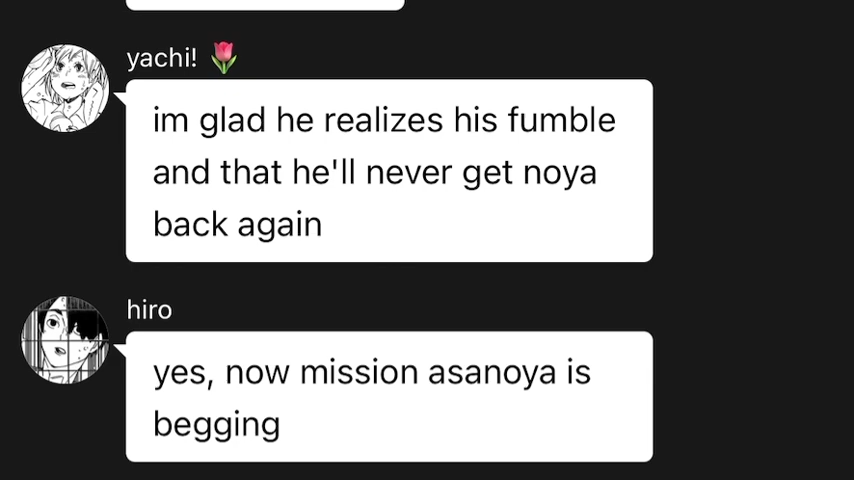 yachi! 🌷
im glad he realizes his fumble
and that he'll never get noya
back again
hiro
yes, now mission asanoya is
begging